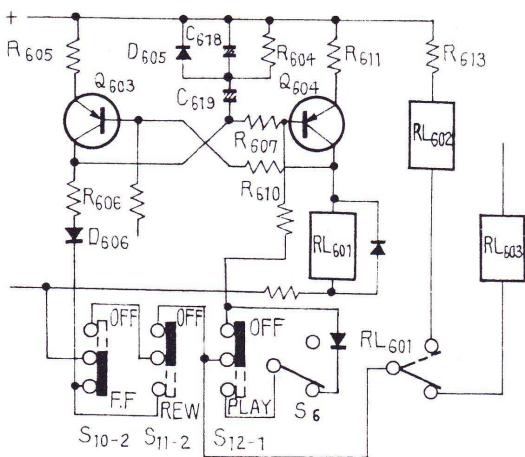 +
R605
D605
C618
R604
R611
R613
Q603
C619
Q604
R607
RL602
R606
R610
D606
RL601
RL603
OFF
OFF
OFF
RL601
F.F
REW
PLAY
S6
S10-2
S11-2
S12-1